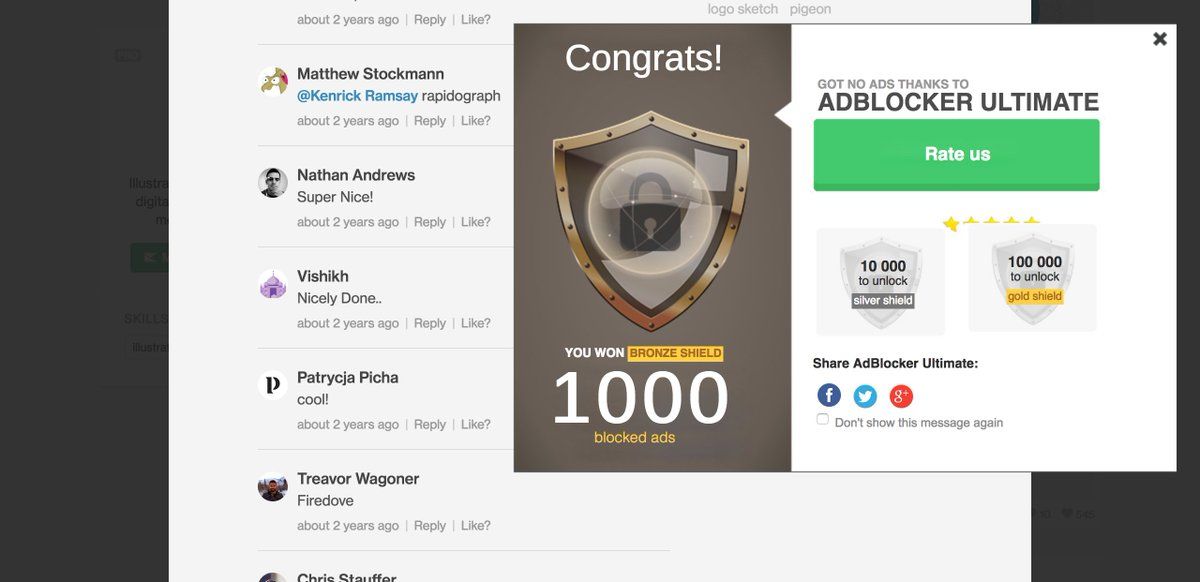 about 2 years ago | Reply | Like?
Matthew Stockmann
@Kenrick Ramsay rapidograph
about 2 years ago | Reply | Like?
Nathan Andrews
Super Nice!
about 2 years ago | Reply | Like?
Vishikh
Nicely Done..
about 2 years ago | Reply | Like?
Patrycja Picha
cool!
about 2 years ago | Reply | Like?
Treavor Wagoner
Firedove
about 2 years ago | Reply | Like?
Chris Stauffer
logo sketch pigeon
Congrats!
YOU WON BRONZE SHIELD
1000
blocked ads
GOT NO ADS THANKS TO
ADBLOCKER ULTIMATE
Rate us
10 000
to unlock
silver shield
100 000
to unlock
gold shield
Share AdBlocker Ultimate:
Don't show this message again
PRO
SKILLS
10 545